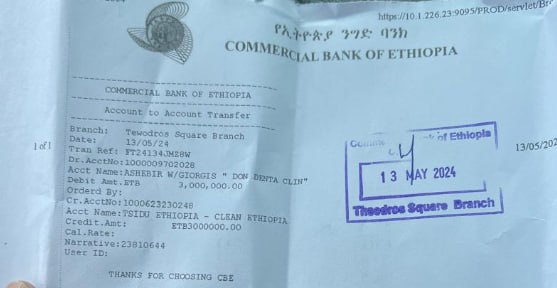 https://10.1.226.23:9095/PROD/servlet/Br
የኢትዮጵያ ንግድ ባንክ
COMMERCIAL BANK OF ETHIOPIA
COMMERCIAL BANK OF ETHIOPIA
Account to Account Transfer
Branch: Tewodros Square Branch
Date: 13/05/24
Tran Ref: FT24134JMZ8W
Dr.AcctNo:1000009702028
Acct Name:ASHEBIR W/GIORGIS " DON DENTA CLIN"
Debit Amt.ETB 3,000,000.00
Orderd By:
Cr.AcctNo:1000623230248
Acct Name:TSIDU ETHIOPIA - CLEAN ETHIOPIA
Credit.Amt: ETB3000000.00
Cal.Rate:
Narrative:23810644
User ID:
THANKS FOR CHOOSING CBE
1 of 1
of Ethiopia
13 MAY 2024
Theodros Square Branch
13/05/202